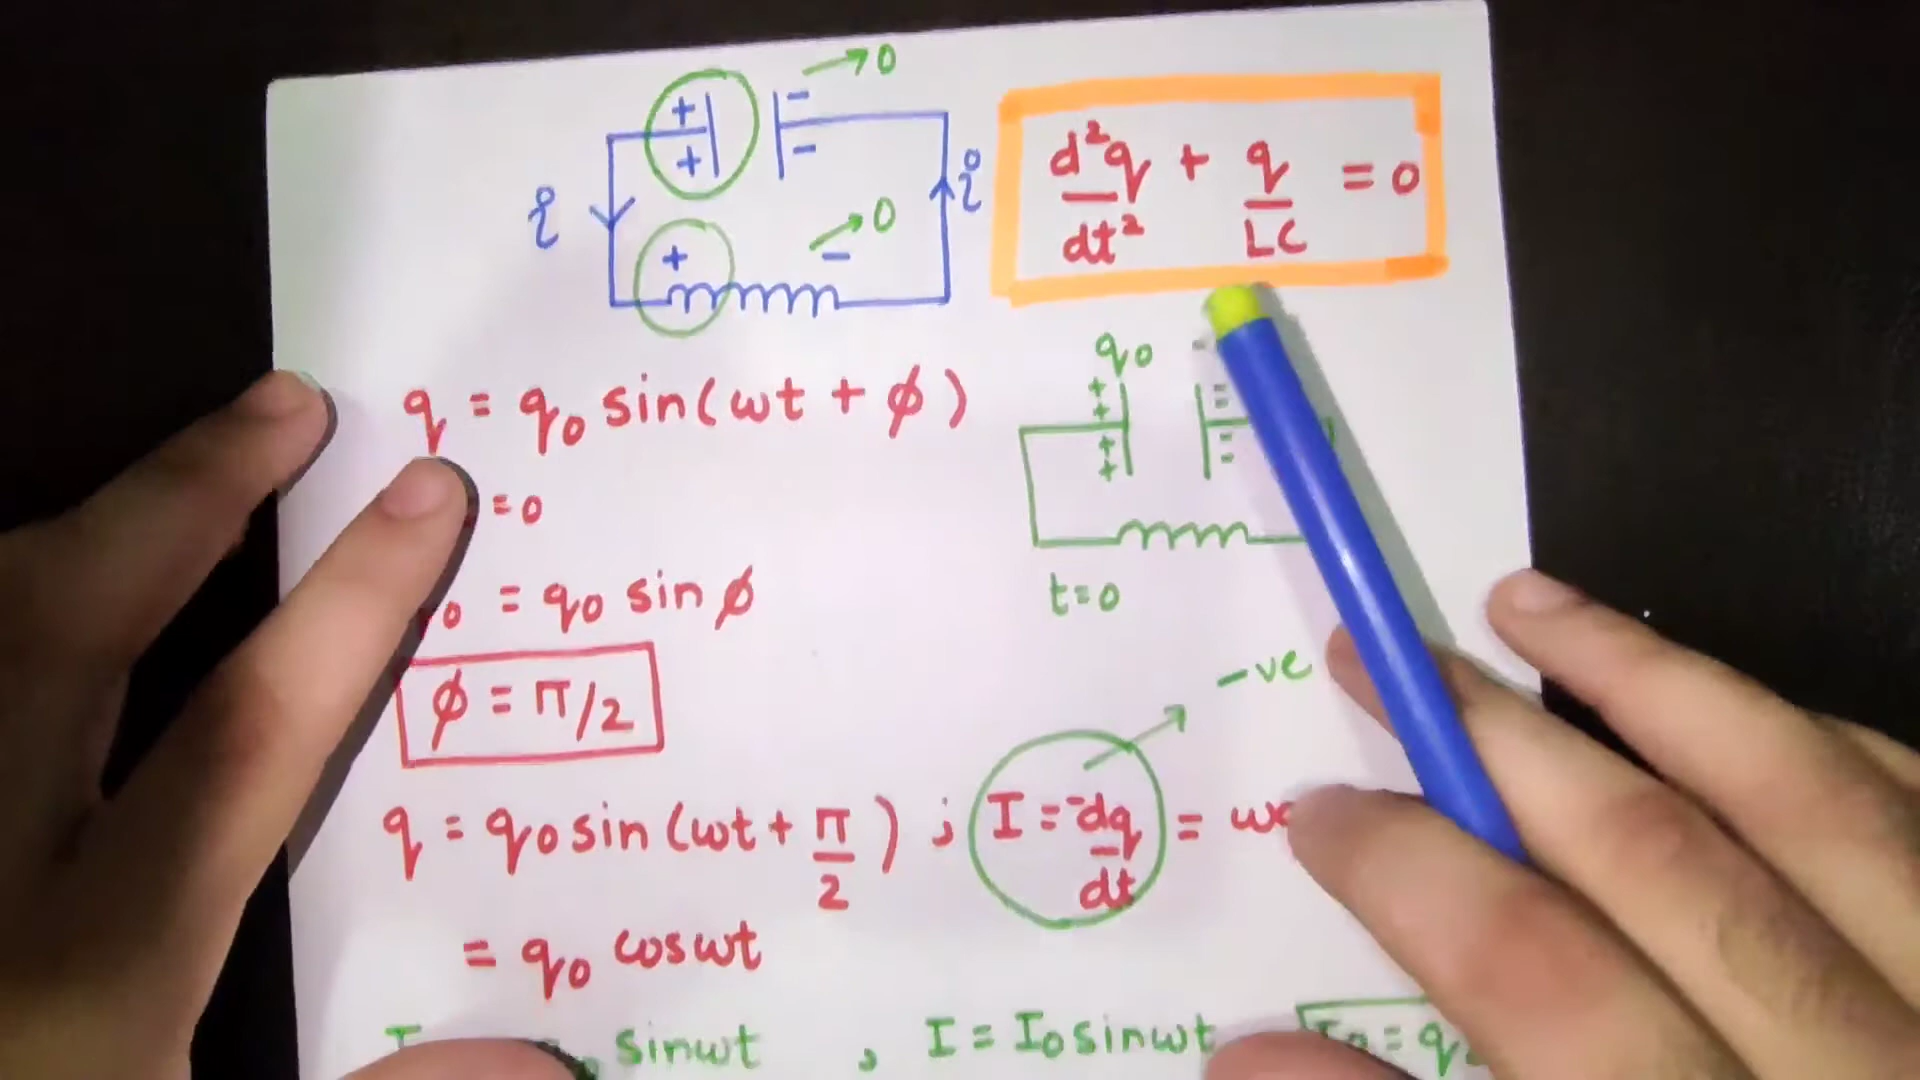 → 0
+ -
+ -
i i
→ 0
+ -
d²q/dt² + q/LC = 0
q = q₀ sin(ωt + ϕ)
q₀
+ =
+
+ =
+
= 0
₀ = q₀ sin ϕ
t=0
ϕ = π/2
-ve
q = q₀ sin(ωt + π/2) ; I = -dq/dt =
= q₀ cosωt
sinωt , I = I₀ sinωt